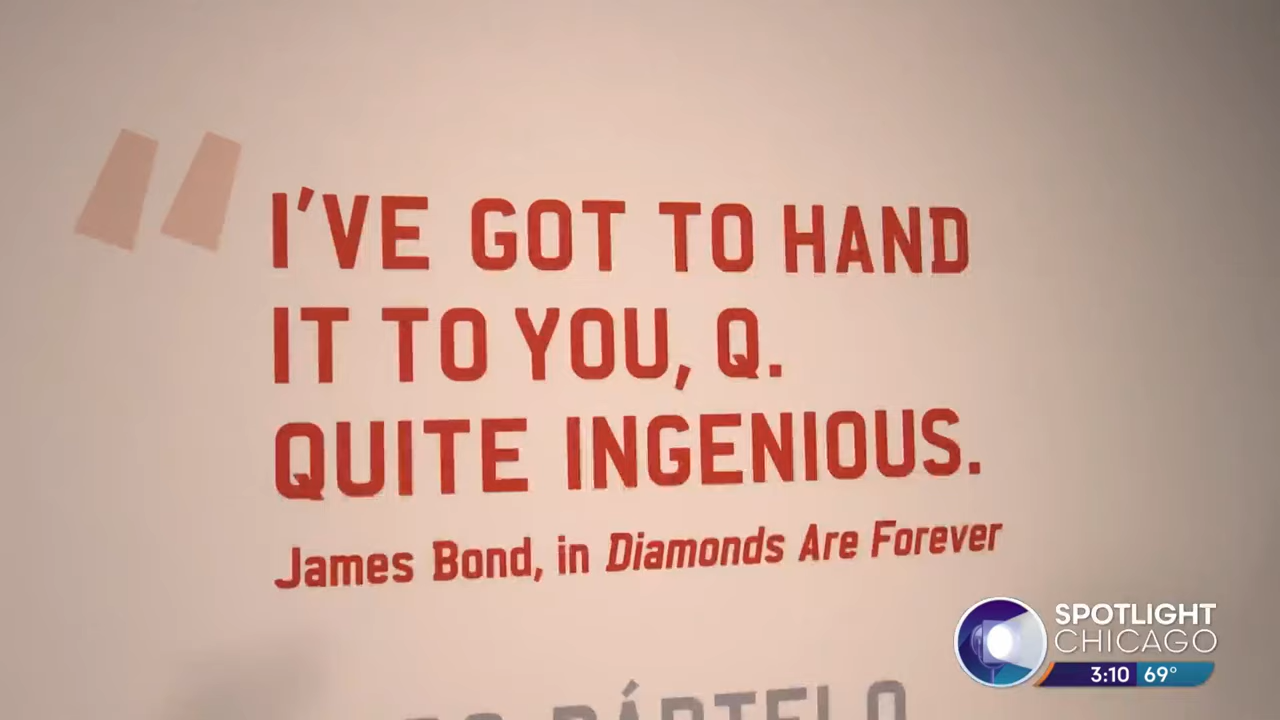 I'VE GOT TO HAND
IT TO YOU, Q.
QUITE INGENIOUS.
James Bond, in Diamonds Are Forever
SPOTLIGHT
CHICAGO
3:10 69°